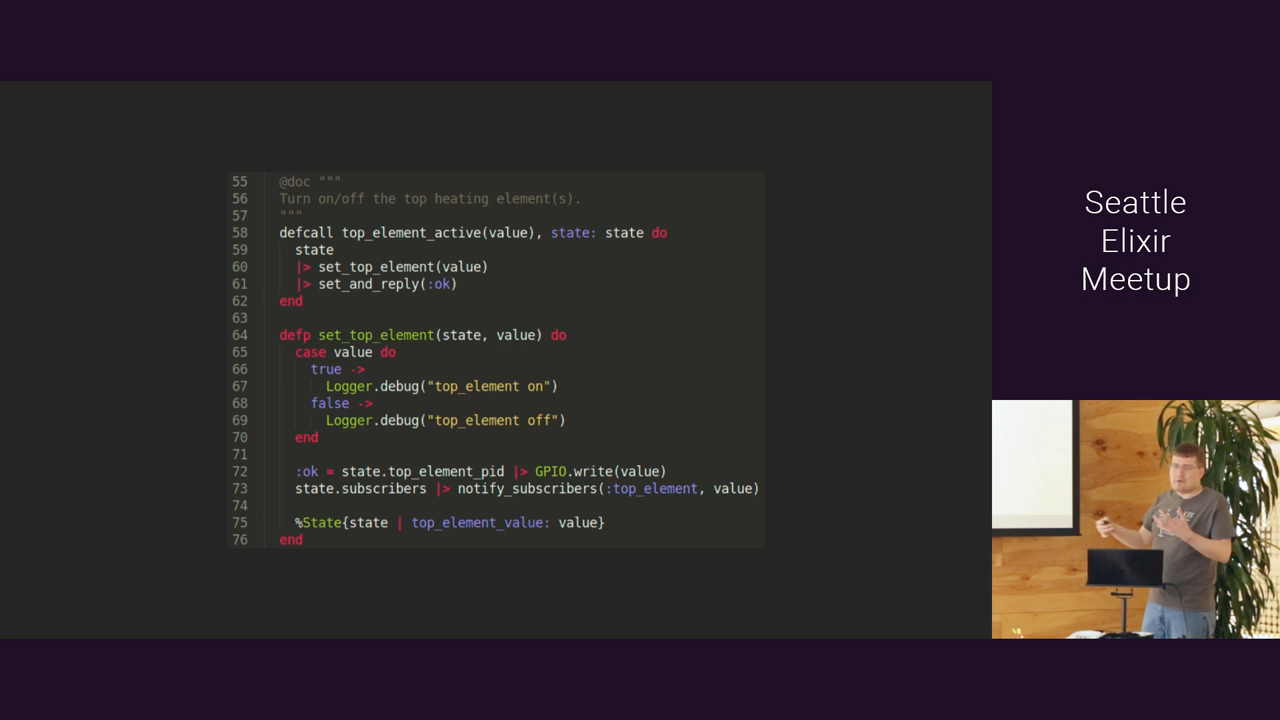 55 @doc """
56 Turn on/off the top heating element(s).
57 """
58 defcall top_element_active(value), state: state do
59 state
60 |> set_top_element(value)
61 |> set_and_reply(:ok)
62 end
63
64 defp set_top_element(state, value) do
65 case value do
66 true ->
67 Logger.debug("top_element on")
68 false ->
69 Logger.debug("top_element off")
70 end
71
72 :ok = state.top_element_pid |> GPIO.write(value)
73 state.subscribers |> notify_subscribers(:top_element, value)
74
75 %State{state | top_element_value: value}
76 end
Seattle
Elixir
Meetup